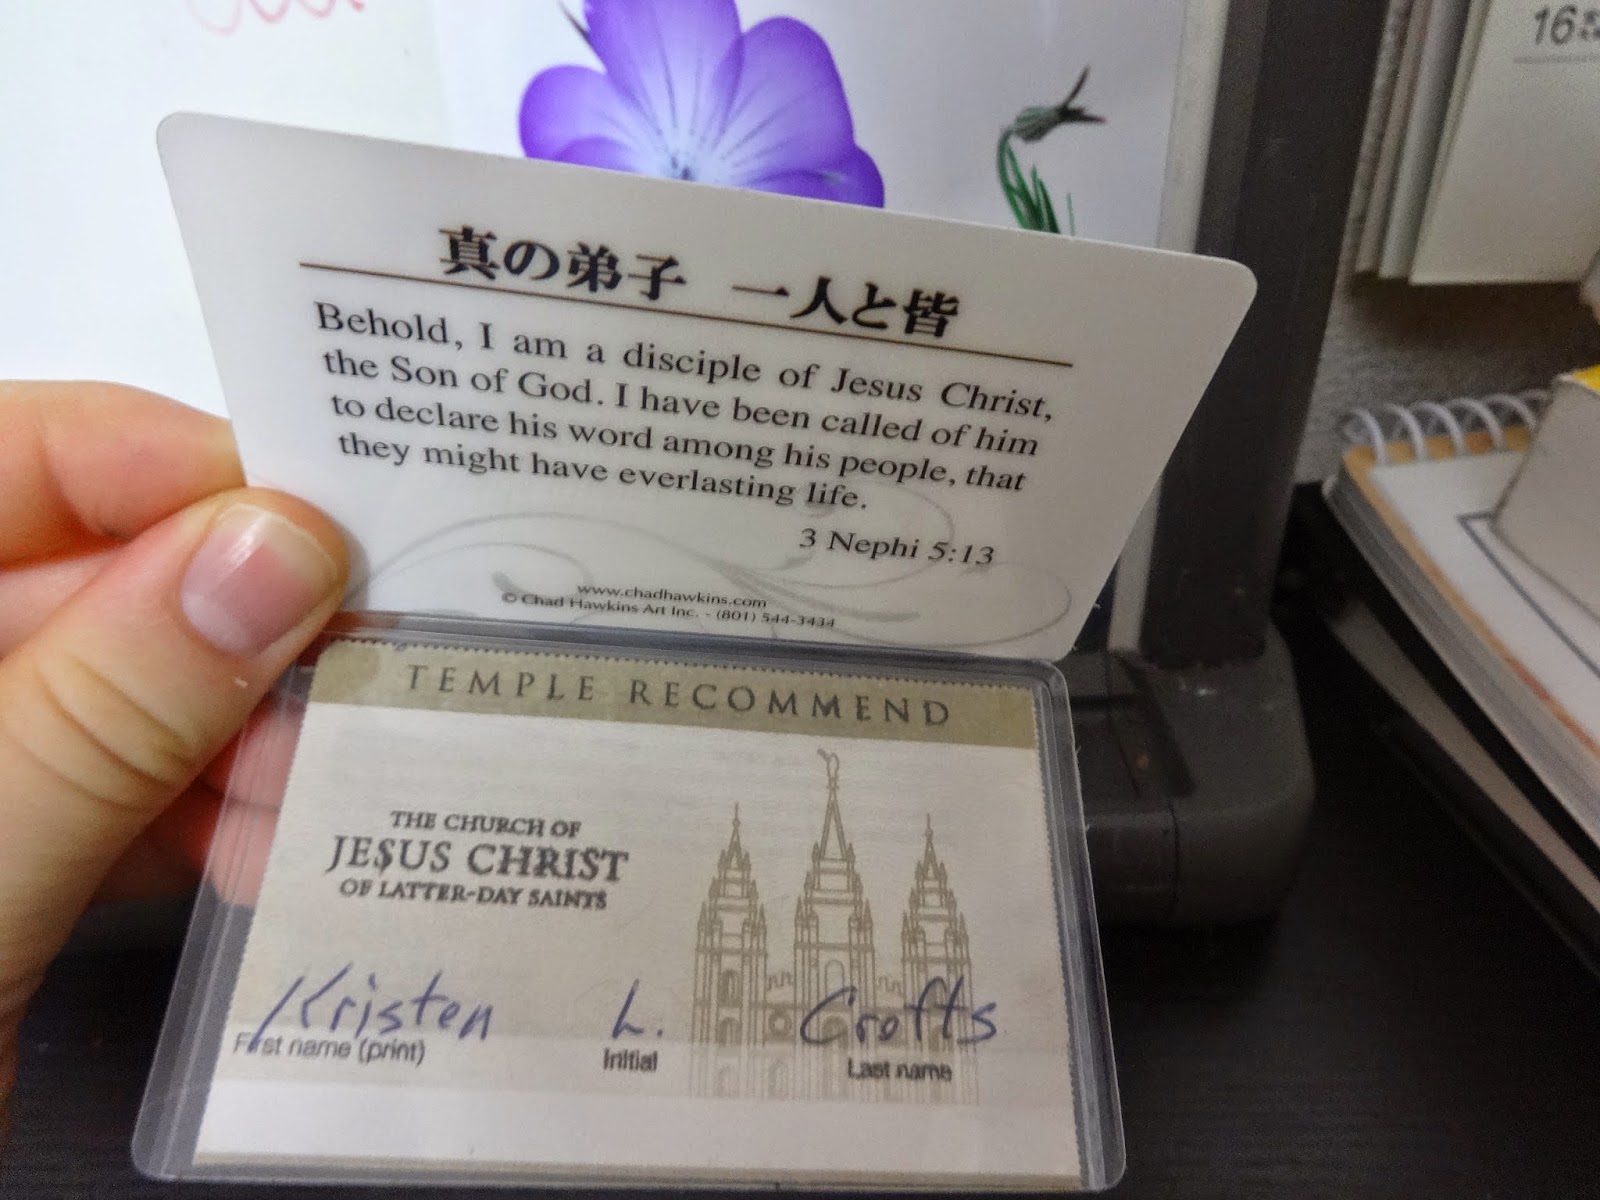 16
真の弟子 一人と皆
Behold, I am a disciple of Jesus Christ,
the Son of God. I have been called of him
to declare his word among his people, that
they might have everlasting life.
3 Nephi 5:13
www.chadhawkins.com
© Chad Hawkins Art Inc. - (801) 544-3434
TEMPLE RECOMMEND
THE CHURCH OF
JESUS CHRIST
OF LATTER-DAY SAINTS
Kristen L. Crofts
First name (print) Initial Last name